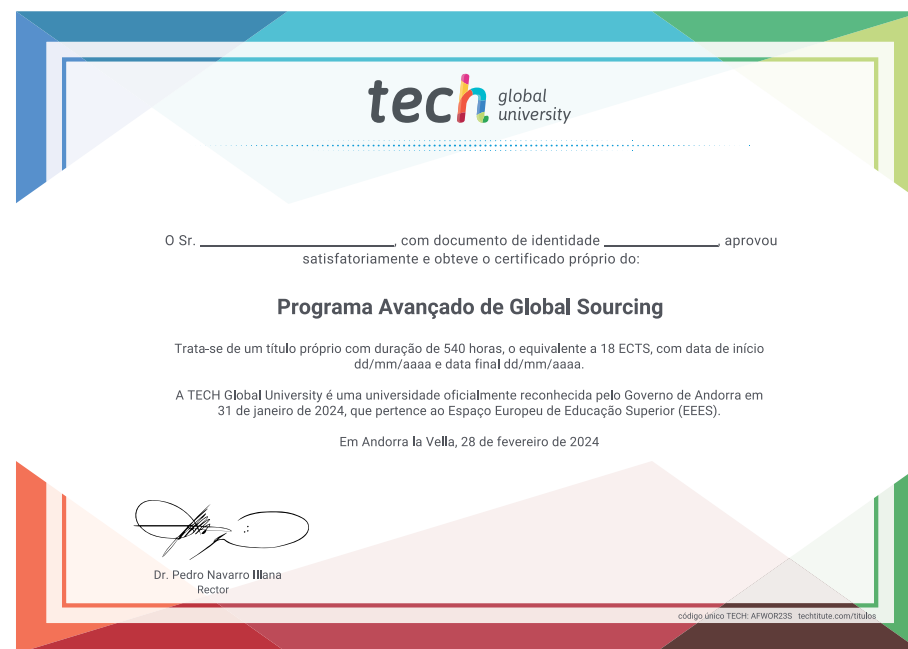 tech global university
O Sr. ____________________, com documento de identidade ____________, aprovou
satisfatoriamente e obteve o certificado próprio do:
Programa Avançado de Global Sourcing
Trata-se de um título próprio com duração de 540 horas, o equivalente a 18 ECTS, com data de início
dd/mm/aaaa e data final dd/mm/aaaa.
A TECH Global University é uma universidade oficialmente reconhecida pelo Governo de Andorra em
31 de janeiro de 2024, que pertence ao Espaço Europeu de Educação Superior (EEES).
Em Andorra la Vella, 28 de fevereiro de 2024
Dr. Pedro Navarro Illana
Rector
código único TECH: AFWOR23S techtitute.com/titulos